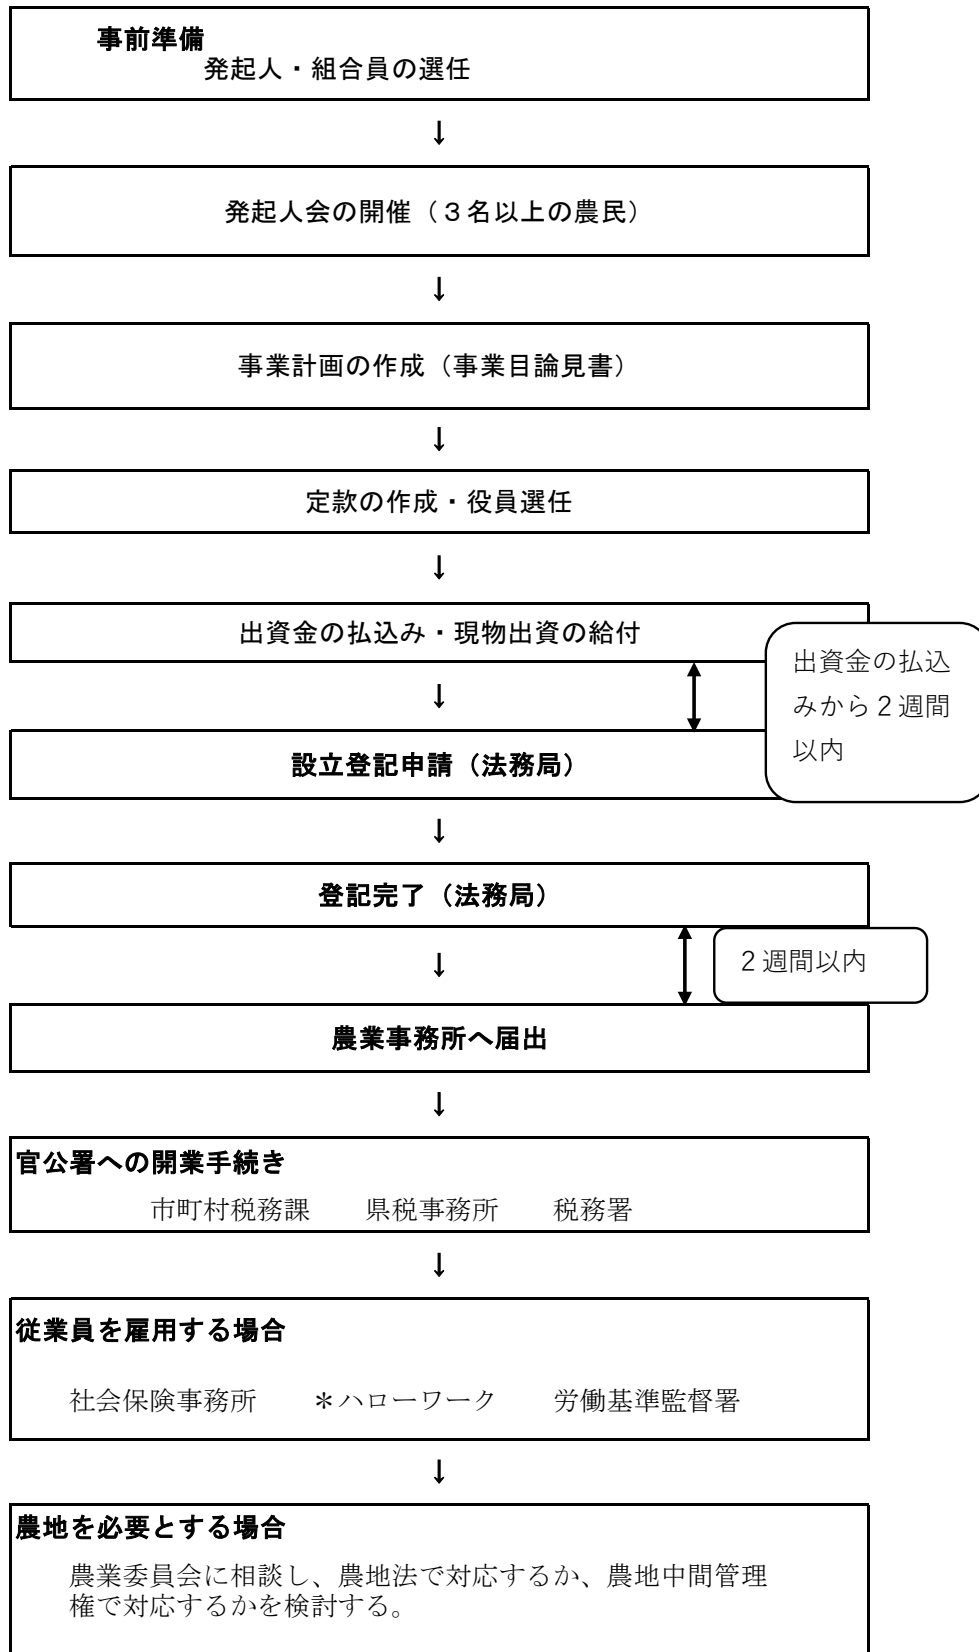 事前準備
発起人・組合員の選任
↓
発起人会の開催（３名以上の農民）
↓
事業計画の作成（事業目論見書）
↓
定款の作成・役員選任
↓
出資金の払込み・現物出資の給付
出資金の払込
みから２週間
以内
↓
設立登記申請（法務局）
↓
登記完了（法務局）
↓
２週間以内
農業事務所へ届出
↓
官公署への開業手続き
市町村税務課　　県税事務所　　税務署
↓
従業員を雇用する場合
社会保険事務所　　＊ハローワーク　　労働基準監督署
↓
農地を必要とする場合
農業委員会に相談し、農地法で対応するか、農地中間管理
権で対応するかを検討する。